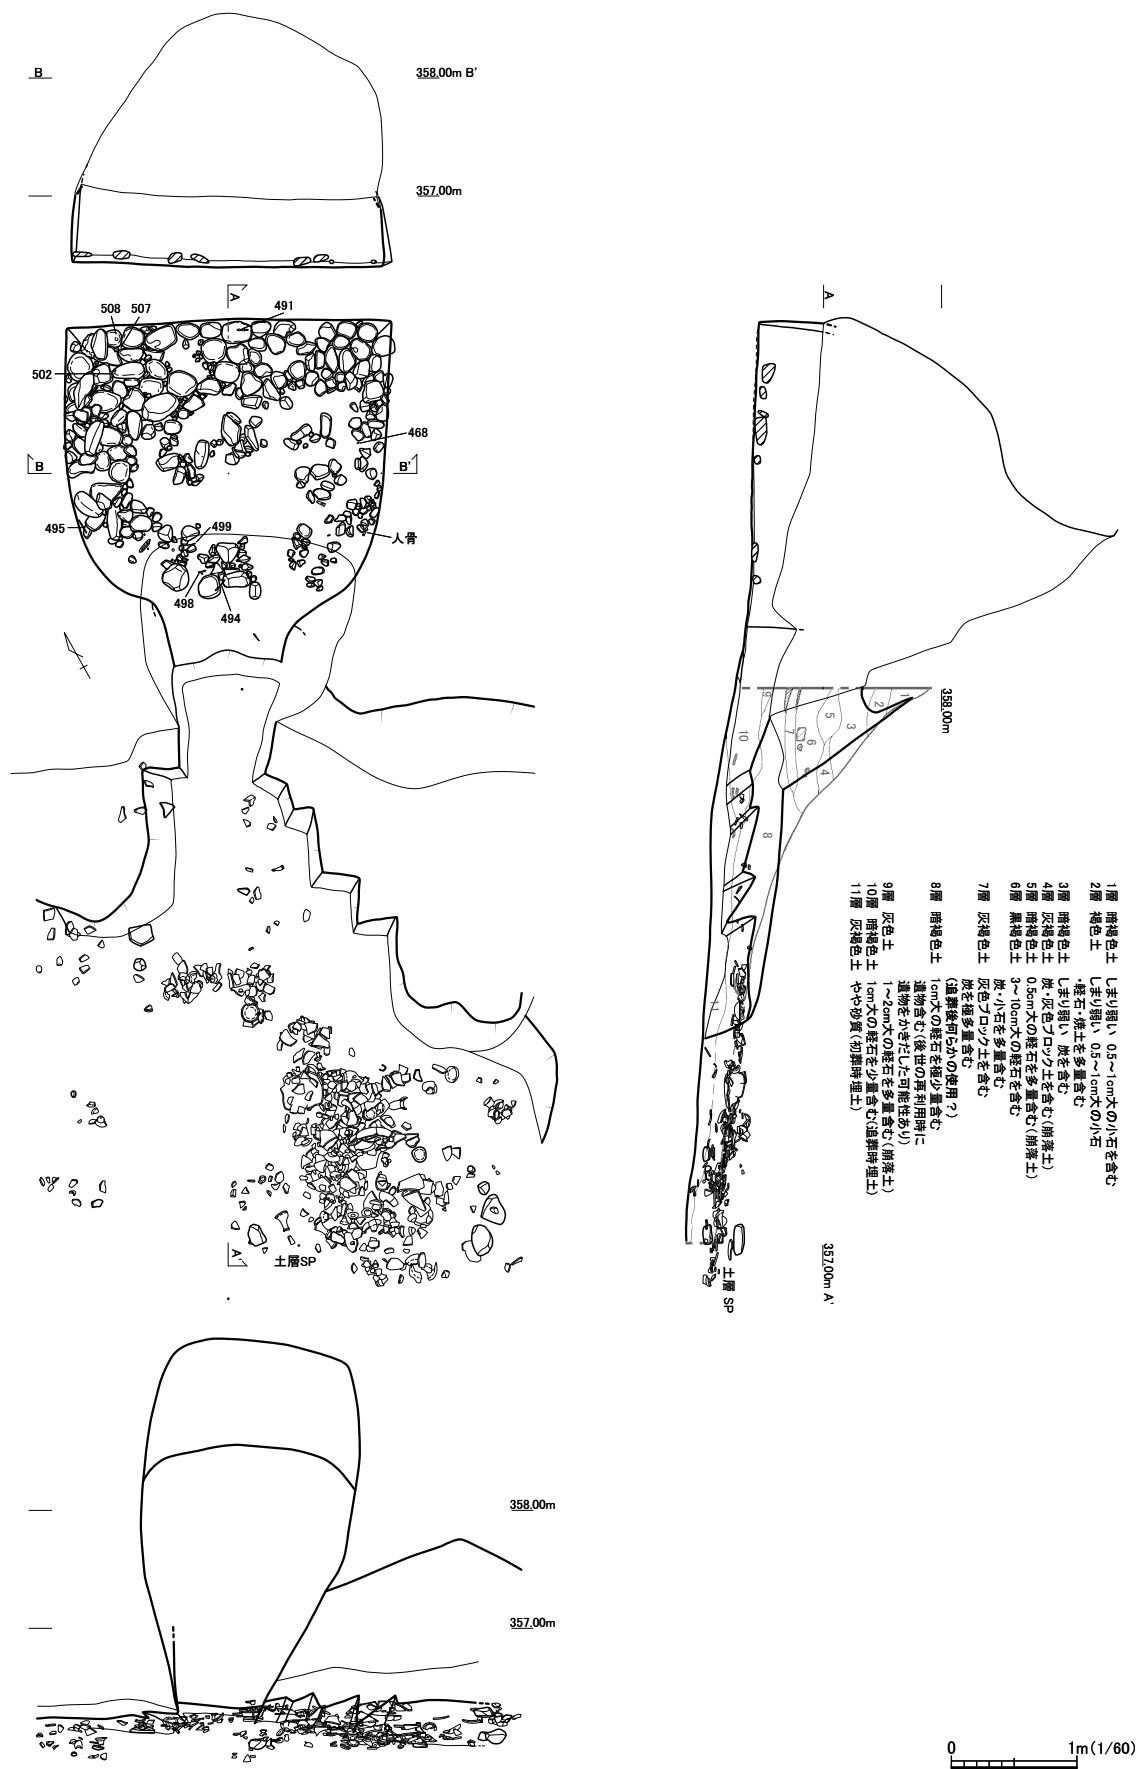 B
358.00m B'
357.00m
A
491
508
507
502
468
B
B'
495
499
人骨
498
494
A'
土層SP
358.00m
357.00m
A
358.00m
1
2
3
4
5
6
7
8
9
10
11
1層 暗褐色土 しまり弱い 0.5~1cm大の小石を含む
2層 褐色土 しまり弱い 0.5~1cm大の小石
・軽石・焼土を多量含む
3層 暗褐色土 しまり弱い 炭を含む
4層 灰褐色土 炭・灰色ブロック土を含む(崩落土)
5層 暗褐色土 0.5cm大の軽石を多量含む(崩落土)
6層 黒褐色土 3~10cm大の軽石を含む
炭・小石を多量含む
7層 灰褐色土 灰色ブロック土を含む
炭を極多量含む
(追葬後何らかの使用?)
8層 暗褐色土 1cm大の軽石を極少量含む
遺物含む(後世の再利用時に
遺物をかきだした可能性あり)
9層 灰色土 1~2cm大の軽石を多量含む(崩落土)
10層 暗褐色土 1cm大の軽石を少量含む(追葬時埋土)
11層 灰褐色土 やや砂質(初葬時埋土)
357.00m A'
土層 SP
0 1m(1/60)